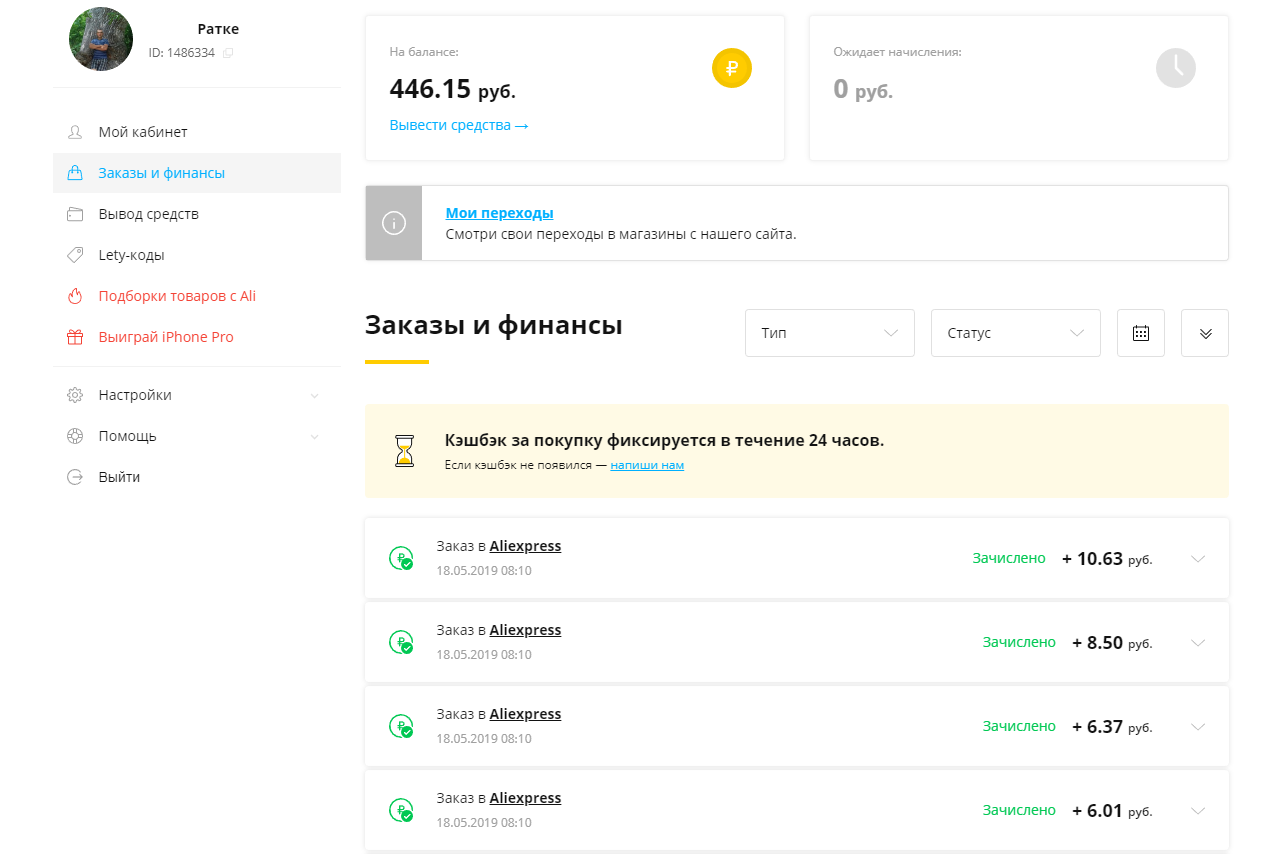 Ратке
ID: 1486334
Мой кабинет
Заказы и финансы
Вывод средств
Lety-коды
Подборки товаров с Ali
Выиграй iPhone Pro
Настройки
Помощь
Выйти
На балансе:
446.15 руб.
Вывести средства →
Ожидает начисления:
0 руб.
Мои переходы
Смотри свои переходы в магазины с нашего сайта.
Заказы и финансы
Тип
Статус
Кэшбэк за покупку фиксируется в течение 24 часов.
Если кэшбэк не появился — напиши нам
Заказ в Aliexpress
18.05.2019 08:10
Зачислено + 10.63 руб.
Заказ в Aliexpress
18.05.2019 08:10
Зачислено + 8.50 руб.
Заказ в Aliexpress
18.05.2019 08:10
Зачислено + 6.37 руб.
Заказ в Aliexpress
18.05.2019 08:10
Зачислено + 6.01 руб.